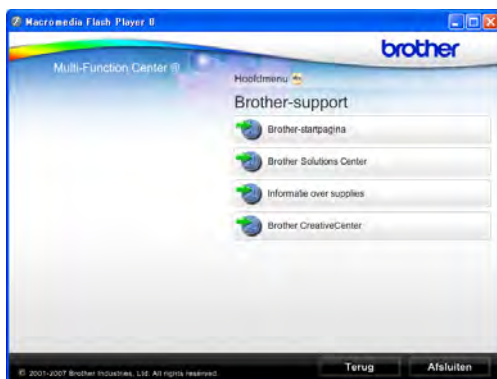 Macromedia Flash Player 8
brother
Multi-Function Center ®
Hoofdmenu
Brother-support
Brother-startpagina
Brother Solutions Center
Informatie over supplies
Brother CreativeCenter
© 2001-2007 Brother Industries, Ltd. All rights reserved.
Terug
Afsluiten